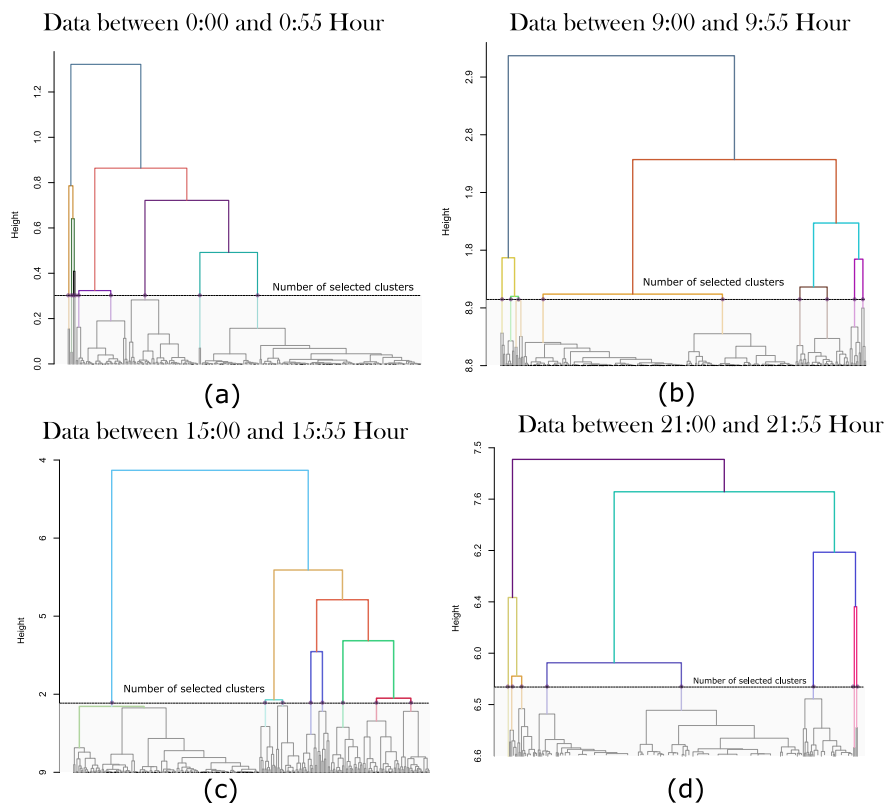 Data between 0:00 and 0:55 Hour
Data between 9:00 and 9:55 Hour
Height
1.2
1.0
0.8
0.6
0.4
0.2
0.0
Number of selected clusters
(a)
Height
2.9
2.8
1.9
1.8
8.9
8.8
Number of selected clusters
(b)
Data between 15:00 and 15:55 Hour
Data between 21:00 and 21:55 Hour
Height
4
6
5
2
9
Number of selected clusters
(c)
Height
7.5
7.6
6.2
6.4
6.0
6.5
6.6
Number of selected clusters
(d)